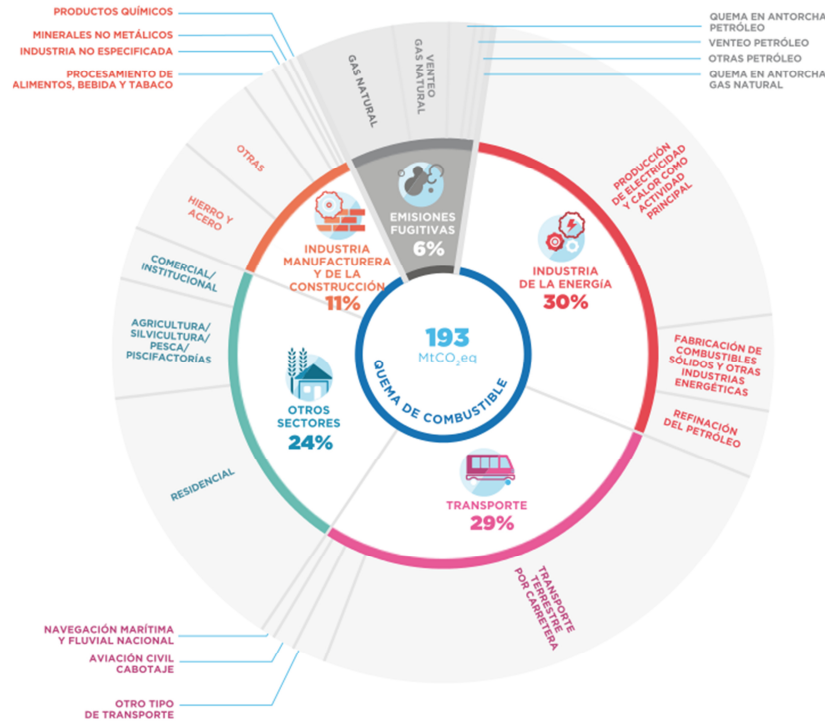 PRODUCTOS QUÍMICOS
MINERALES NO METÁLICOS
INDUSTRIA NO ESPECIFICADA
PROCESAMIENTO DE
ALIMENTOS, BEBIDA Y TABACO
QUEMA EN ANTORCHA
PETRÓLEO
VENTEO PETRÓLEO
OTRAS PETRÓLEO
QUEMA EN ANTORCHA
GAS NATURAL
GAS NATURAL
VENTEO
GAS NATURAL
OTRAS
HIERRO Y
ACERO
COMERCIAL/
INSTITUCIONAL
AGRICULTURA/
SILVICULTURA/
PESCA/
PISCIFACTORÍAS
RESIDENCIAL
PRODUCCIÓN
DE ELECTRICIDAD
Y CALOR COMO
ACTIVIDAD
PRINCIPAL
FABRICACIÓN DE
COMBUSTIBLES
SÓLIDOS Y OTRAS
INDUSTRIAS
ENERGÉTICAS
REFINACIÓN
DEL PETRÓLEO
EMISIONES
FUGITIVAS
6%
INDUSTRIA
MANUFACTURERA
Y DE LA
CONSTRUCCIÓN
11%
INDUSTRIA
DE LA ENERGÍA
30%
193
MtCO₂eq
QUEMA DE COMBUSTIBLE
OTROS
SECTORES
24%
TRANSPORTE
29%
TRANSPORTE
TERRESTRE
POR CARRETERA
NAVEGACIÓN MARÍTIMA
Y FLUVIAL NACIONAL
AVIACIÓN CIVIL
CABOTAJE
OTRO TIPO
DE TRANSPORTE